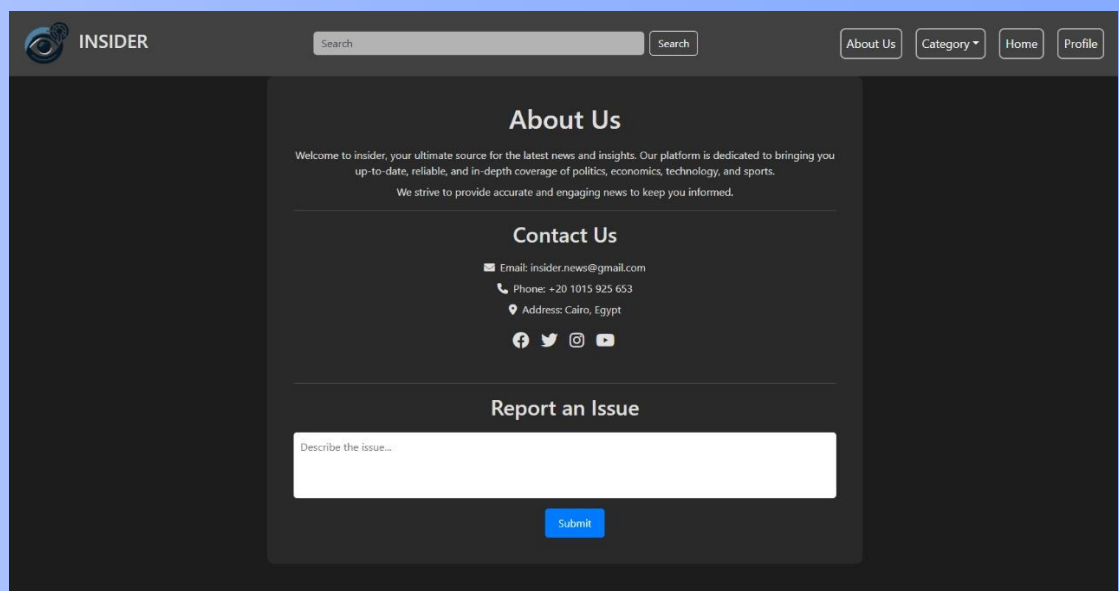 INSIDER
Search
Search
About Us
Category
Home
Profile
About Us
Welcome to insider, your ultimate source for the latest news and insights. Our platform is dedicated to bringing you
up-to-date, reliable, and in-depth coverage of politics, economics, technology, and sports.
We strive to provide accurate and engaging news to keep you informed.
Contact Us
Email: insider.news@gmail.com
Phone: +20 1015 925 653
Address: Cairo, Egypt
Report an Issue
Describe the issue...
Submit